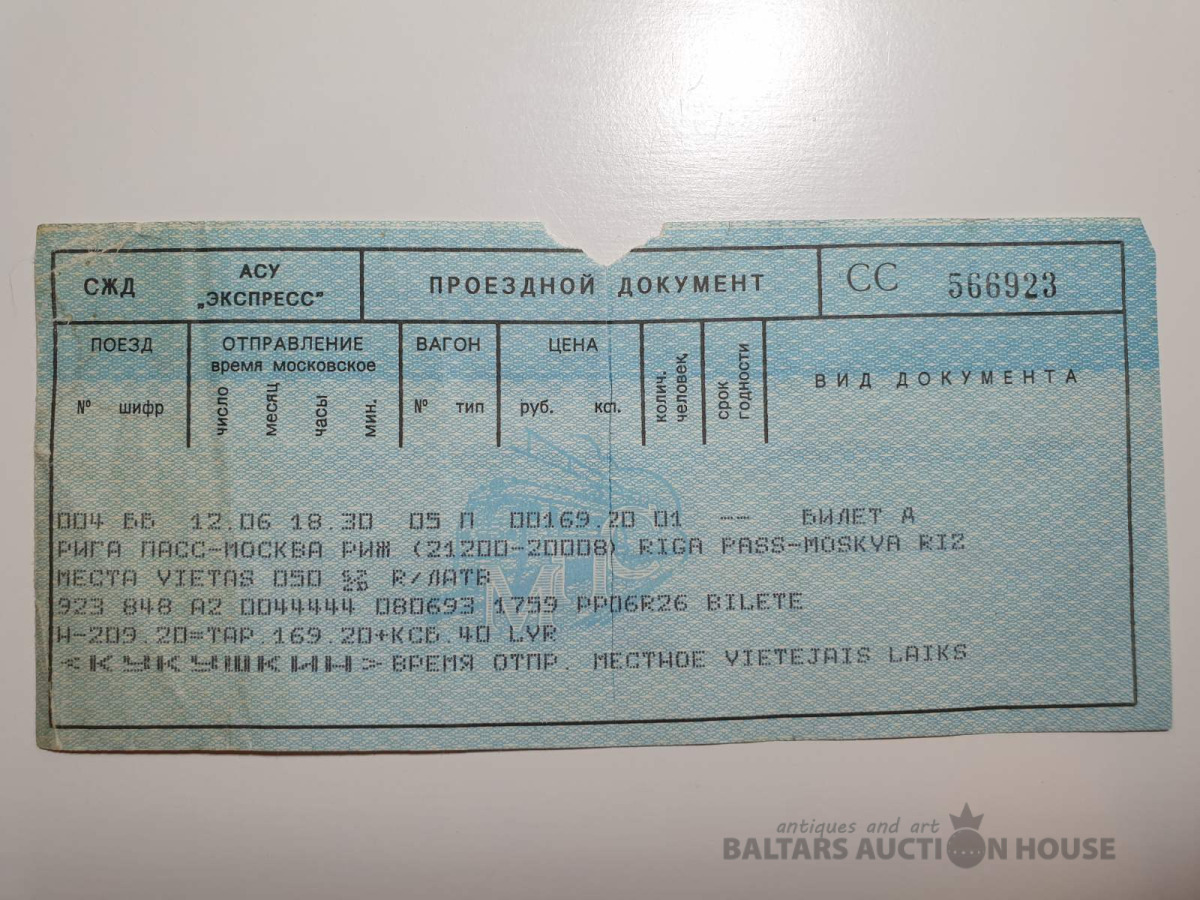 СЖД
АСУ
„ЭКСПРЕСС“
ПРОЕЗДНОЙ ДОКУМЕНТ
СС 566923
ПОЕЗД
№ шифр
ОТПРАВЛЕНИЕ
время московское
число месяц часы мин.
ВАГОН
№ тип
ЦЕНА
руб. коп.
колич. человек
срок годности
ВИД ДОКУМЕНТА
МПС
004 ББ 12.06 18.30 05 П 00169.20 01 -- БИЛЕТ А
РИГА ПАСС-МОСКВА РИЖ (21200-20008) RIGA PASS-MOSKVA RIZ
МЕСТА VIETAS 050 R/ЛАТВ
923 848 А2 0044444 080693 1759 PP06R26 BILETE
Н-209.20=ТАР.169.20+КСБ.40 LVR
<КУКУШКИН> ВРЕМЯ ОТПР. МЕСТНОЕ VIETEJAIS LAIKS
antiques and art
BALTARS AUCTION HOUSE